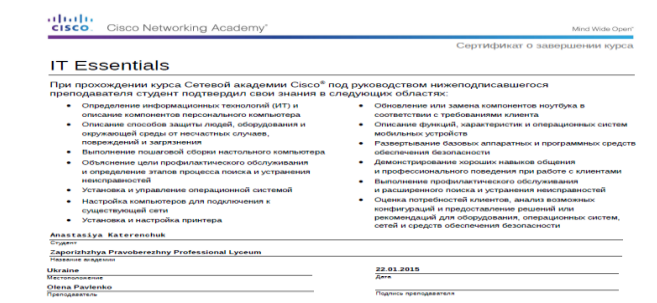 cisco. Cisco Networking Academy® Mind Wide Open™
Сертификат о завершении курса
IT Essentials
При прохождении курса Сетевой академии Cisco® под руководством нижеподписавшегося
преподавателя студент подтвердил свои знания в следующих областях:
• Определение информационных технологий (ИТ) и
описание компонентов персонального компьютера
• Описание способов защиты людей, оборудования и
окружающей среды от несчастных случаев,
повреждений и загрязнения
• Выполнение пошаговой сборки настольного компьютера
• Объяснение цели профилактического обслуживания
и определение этапов процесса поиска и устранения
неисправностей
• Установка и управление операционной системой
• Настройка компьютеров для подключения к
существующей сети
• Установка и настройка принтера
• Обновление или замена компонентов ноутбука в
соответствии с требованиями клиента
• Описание функций, характеристик и операционных систем
мобильных устройств
• Развертывание базовых аппаратных и программных средств
обеспечения безопасности
• Демонстрирование хороших навыков общения
и профессионального поведения при работе с клиентами
• Выполнение профилактического обслуживания
и расширенного поиска и устранения неисправностей
• Оценка потребностей клиентов, анализ возможных
конфигураций и предоставление решений или
рекомендаций для оборудования, операционных систем,
сетей и средств обеспечения безопасности
Anastasiya Katerenchuk
Студент
Zaporizhzhya Pravoberezhny Professional Lyceum
Название академии
Ukraine
Местоположение
22.01.2015
Дата
Olena Pavlenko
Преподаватель
Подпись преподавателя